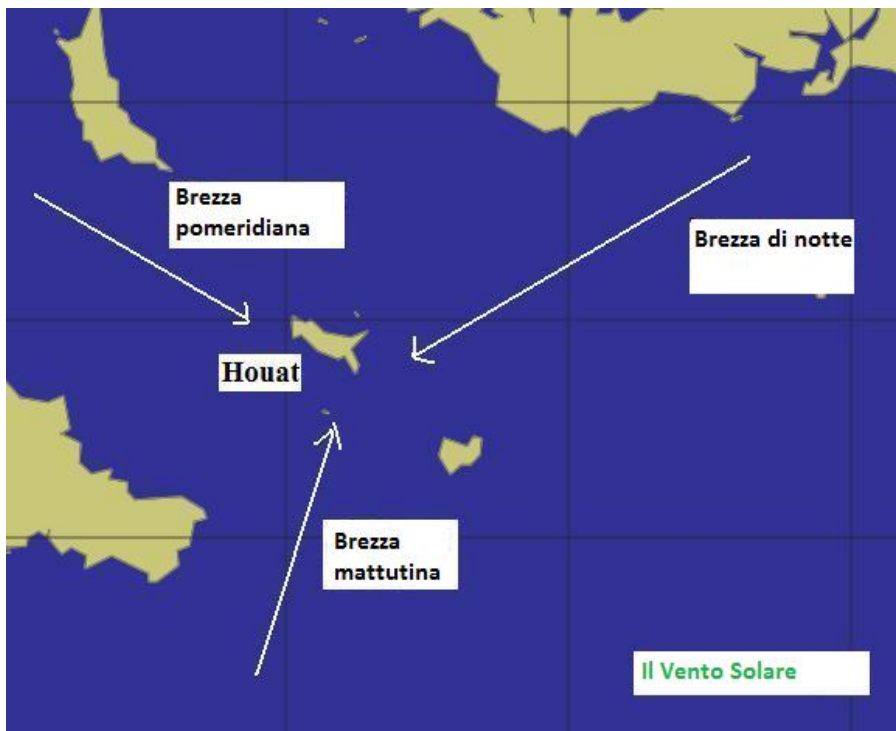 Brezza
pomeridiana
Brezza di notte
Houat
Brezza
mattutina
Il Vento Solare